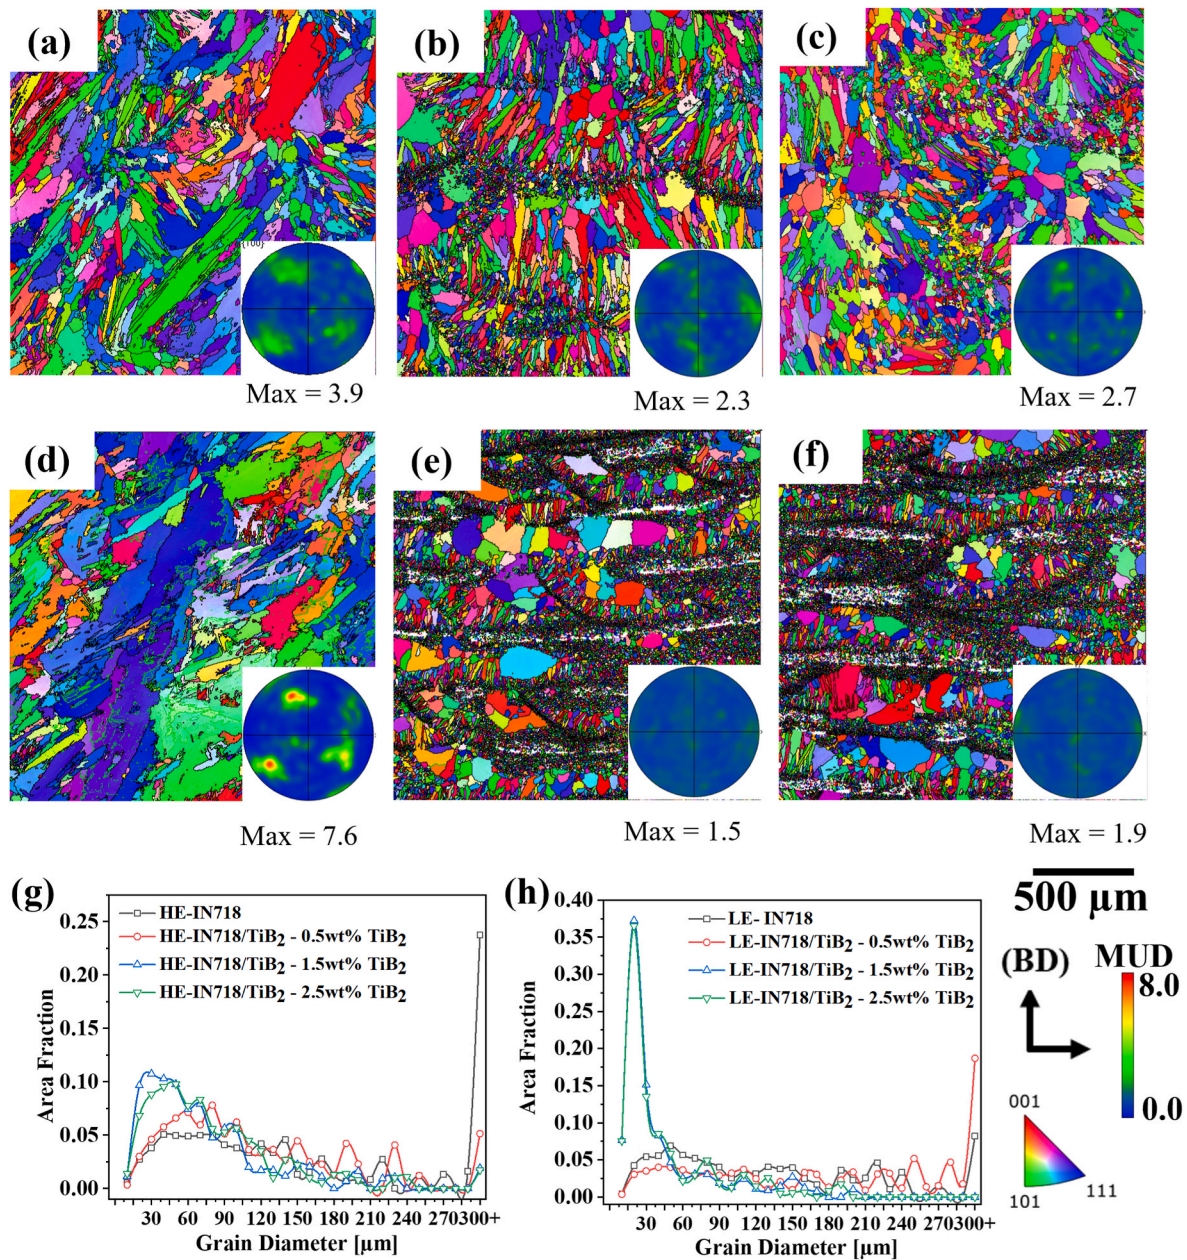 (a)
(b)
(c)
{100}
Max = 3.9
Max = 2.3
Max = 2.7
(d)
(e)
(f)
Max = 7.6
Max = 1.5
Max = 1.9
(g)
HE-IN718
HE-IN718/TiB2 - 0.5wt% TiB2
HE-IN718/TiB2 - 1.5wt% TiB2
HE-IN718/TiB2 - 2.5wt% TiB2
0.25
0.20
0.15
0.10
0.05
0.00
Area Fraction
30 60 90 120 150 180 210 240 270 300+
Grain Diameter [µm]
(h)
LE- IN718
LE-IN718/TiB2 - 0.5wt% TiB2
LE-IN718/TiB2 - 1.5wt% TiB2
LE-IN718/TiB2 - 2.5wt% TiB2
0.40
0.35
0.30
0.25
0.20
0.15
0.10
0.05
0.00
Area Fraction
30 60 90 120 150 180 210 240 270 300+
Grain Diameter [µm]
500 µm
(BD)
MUD
8.0
0.0
001
101
111